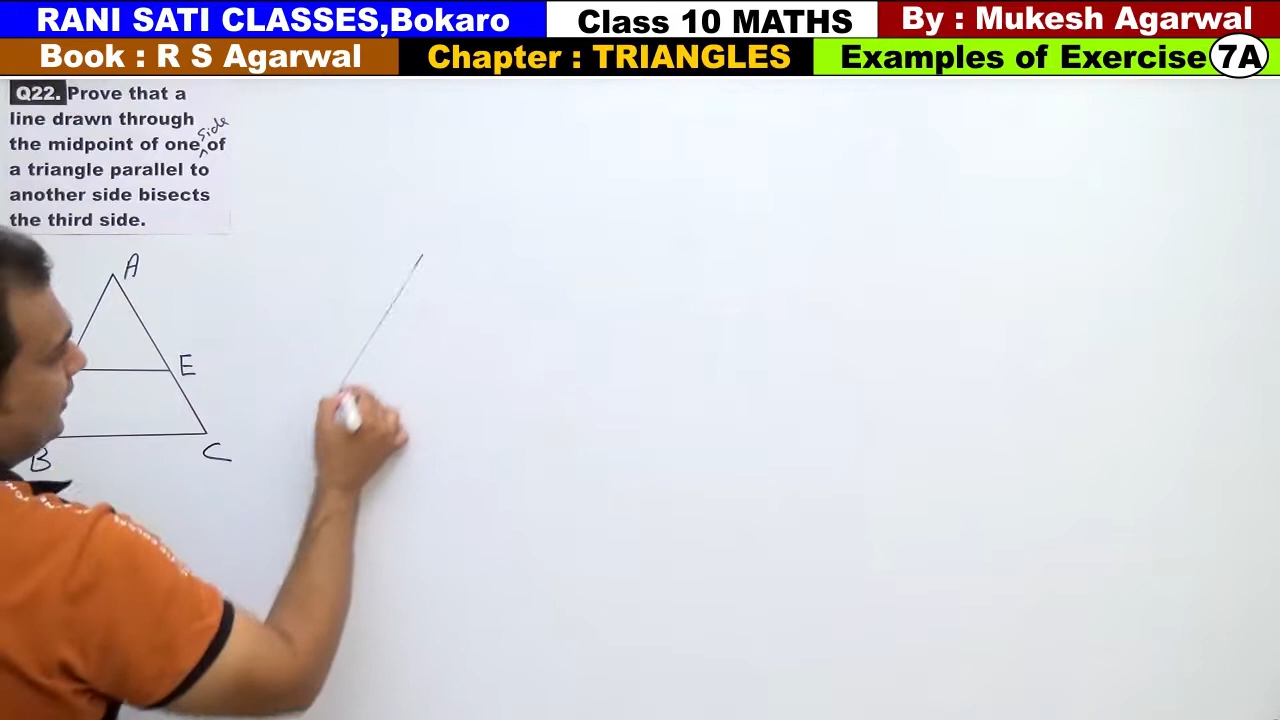 RANI SATI CLASSES,Bokaro
Class 10 MATHS
By : Mukesh Agarwal
Book : R S Agarwal
Chapter : TRIANGLES
Examples of Exercise 7A
Q22. Prove that a
line drawn through
the midpoint of one side of
a triangle parallel to
another side bisects
the third side.
A
E
B
C